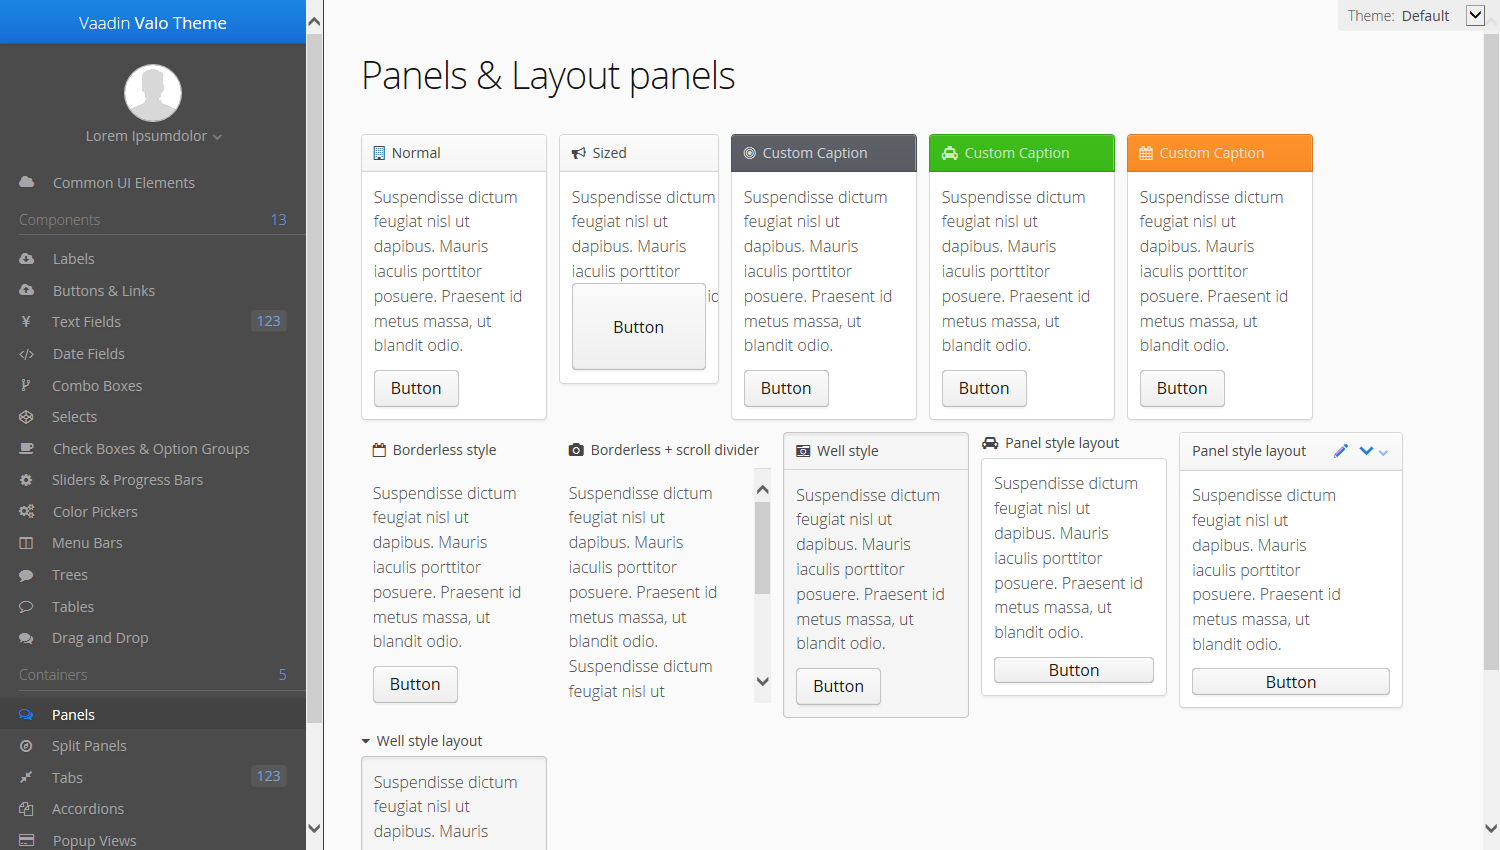 Vaadin Valo Theme
Lorem Ipsumdolor
Common UI Elements
Components 13
Labels
Buttons & Links
Text Fields 123
Date Fields
Combo Boxes
Selects
Check Boxes & Option Groups
Sliders & Progress Bars
Color Pickers
Menu Bars
Trees
Tables
Drag and Drop
Containers 5
Panels
Split Panels
Tabs 123
Accordions
Popup Views
Theme: Default
Panels & Layout panels
Normal
Suspendisse dictum
feugiat nisl ut
dapibus. Mauris
iaculis porttitor
posuere. Praesent id
metus massa, ut
blandit odio.
Button
Sized
Suspendisse dictum
feugiat nisl ut
dapibus. Mauris
iaculis porttitor
id
Button
Custom Caption
Suspendisse dictum
feugiat nisl ut
dapibus. Mauris
iaculis porttitor
posuere. Praesent id
metus massa, ut
blandit odio.
Button
Custom Caption
Suspendisse dictum
feugiat nisl ut
dapibus. Mauris
iaculis porttitor
posuere. Praesent id
metus massa, ut
blandit odio.
Button
Custom Caption
Suspendisse dictum
feugiat nisl ut
dapibus. Mauris
iaculis porttitor
posuere. Praesent id
metus massa, ut
blandit odio.
Button
Borderless style
Suspendisse dictum
feugiat nisl ut
dapibus. Mauris
iaculis porttitor
posuere. Praesent id
metus massa, ut
blandit odio.
Button
Borderless + scroll divider
Suspendisse dictum
feugiat nisl ut
dapibus. Mauris
iaculis porttitor
posuere. Praesent id
metus massa, ut
blandit odio.
Suspendisse dictum
feugiat nisl ut
Well style
Suspendisse dictum
feugiat nisl ut
dapibus. Mauris
iaculis porttitor
posuere. Praesent id
metus massa, ut
blandit odio.
Button
Panel style layout
Suspendisse dictum
feugiat nisl ut
dapibus. Mauris
iaculis porttitor
posuere. Praesent id
metus massa, ut
blandit odio.
Button
Panel style layout
Suspendisse dictum
feugiat nisl ut
dapibus. Mauris
iaculis porttitor
posuere. Praesent id
metus massa, ut
blandit odio.
Button
Well style layout
Suspendisse dictum
feugiat nisl ut
dapibus. Mauris